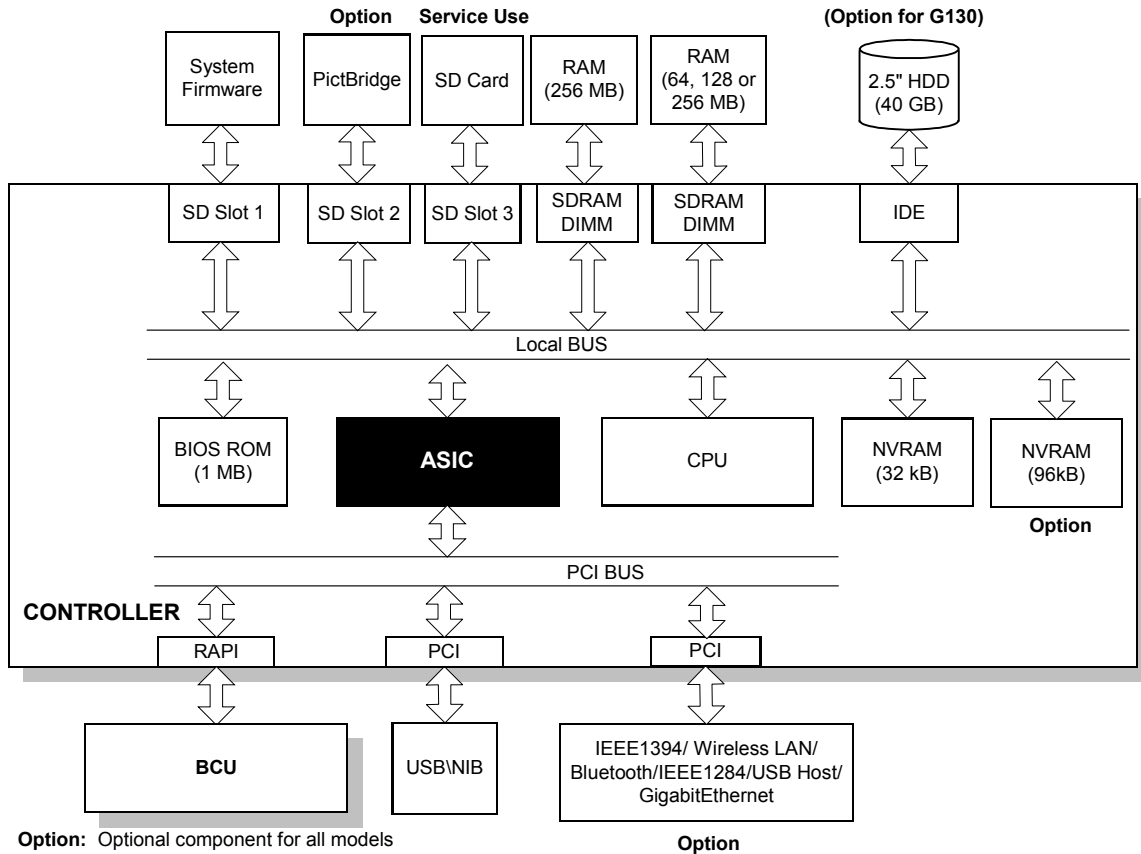 Option
Service Use
(Option for G130)
System
Firmware
PictBridge
SD Card
RAM
(256 MB)
RAM
(64, 128 or
256 MB)
2.5" HDD
(40 GB)
SD Slot 1
SD Slot 2
SD Slot 3
SDRAM
DIMM
SDRAM
DIMM
IDE
Local BUS
BIOS ROM
(1 MB)
ASIC
CPU
NVRAM
(32 kB)
NVRAM
(96kB)
Option
PCI BUS
CONTROLLER
RAPI
PCI
PCI
BCU
USB\NIB
IEEE1394/ Wireless LAN/
Bluetooth/IEEE1284/USB Host/
GigabitEthernet
Option: Optional component for all models
Option